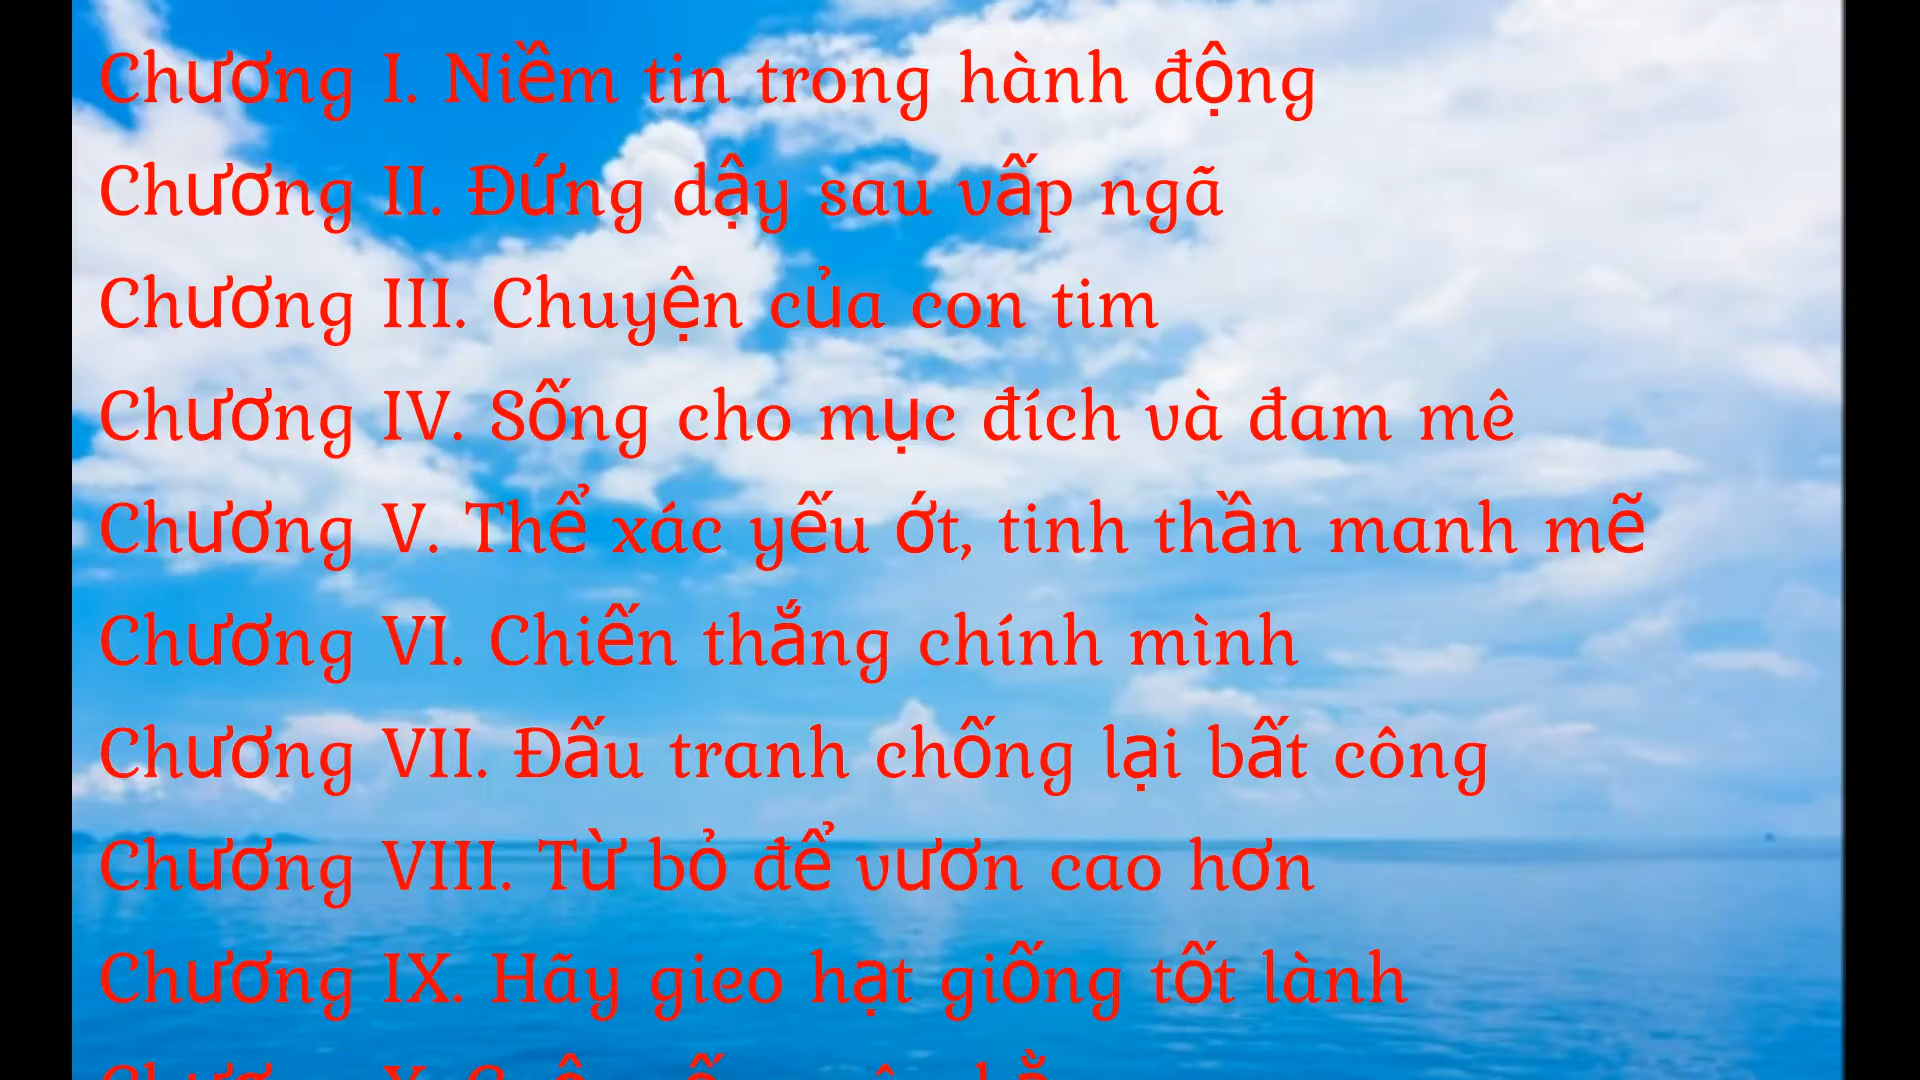 Chương I. Niềm tin trong hành động
Chương II. Đứng dậy sau vấp ngã
Chương III. Chuyện của con tim
Chương IV. Sống cho mục đích và đam mê
Chương V. Thể xác yếu ớt, tinh thần manh mẽ
Chương VI. Chiến thắng chính mình
Chương VII. Đấu tranh chống lại bất công
Chương VIII. Từ bỏ để vươn cao hơn
Chương IX. Hãy gieo hạt giống tốt lành
Chương X.